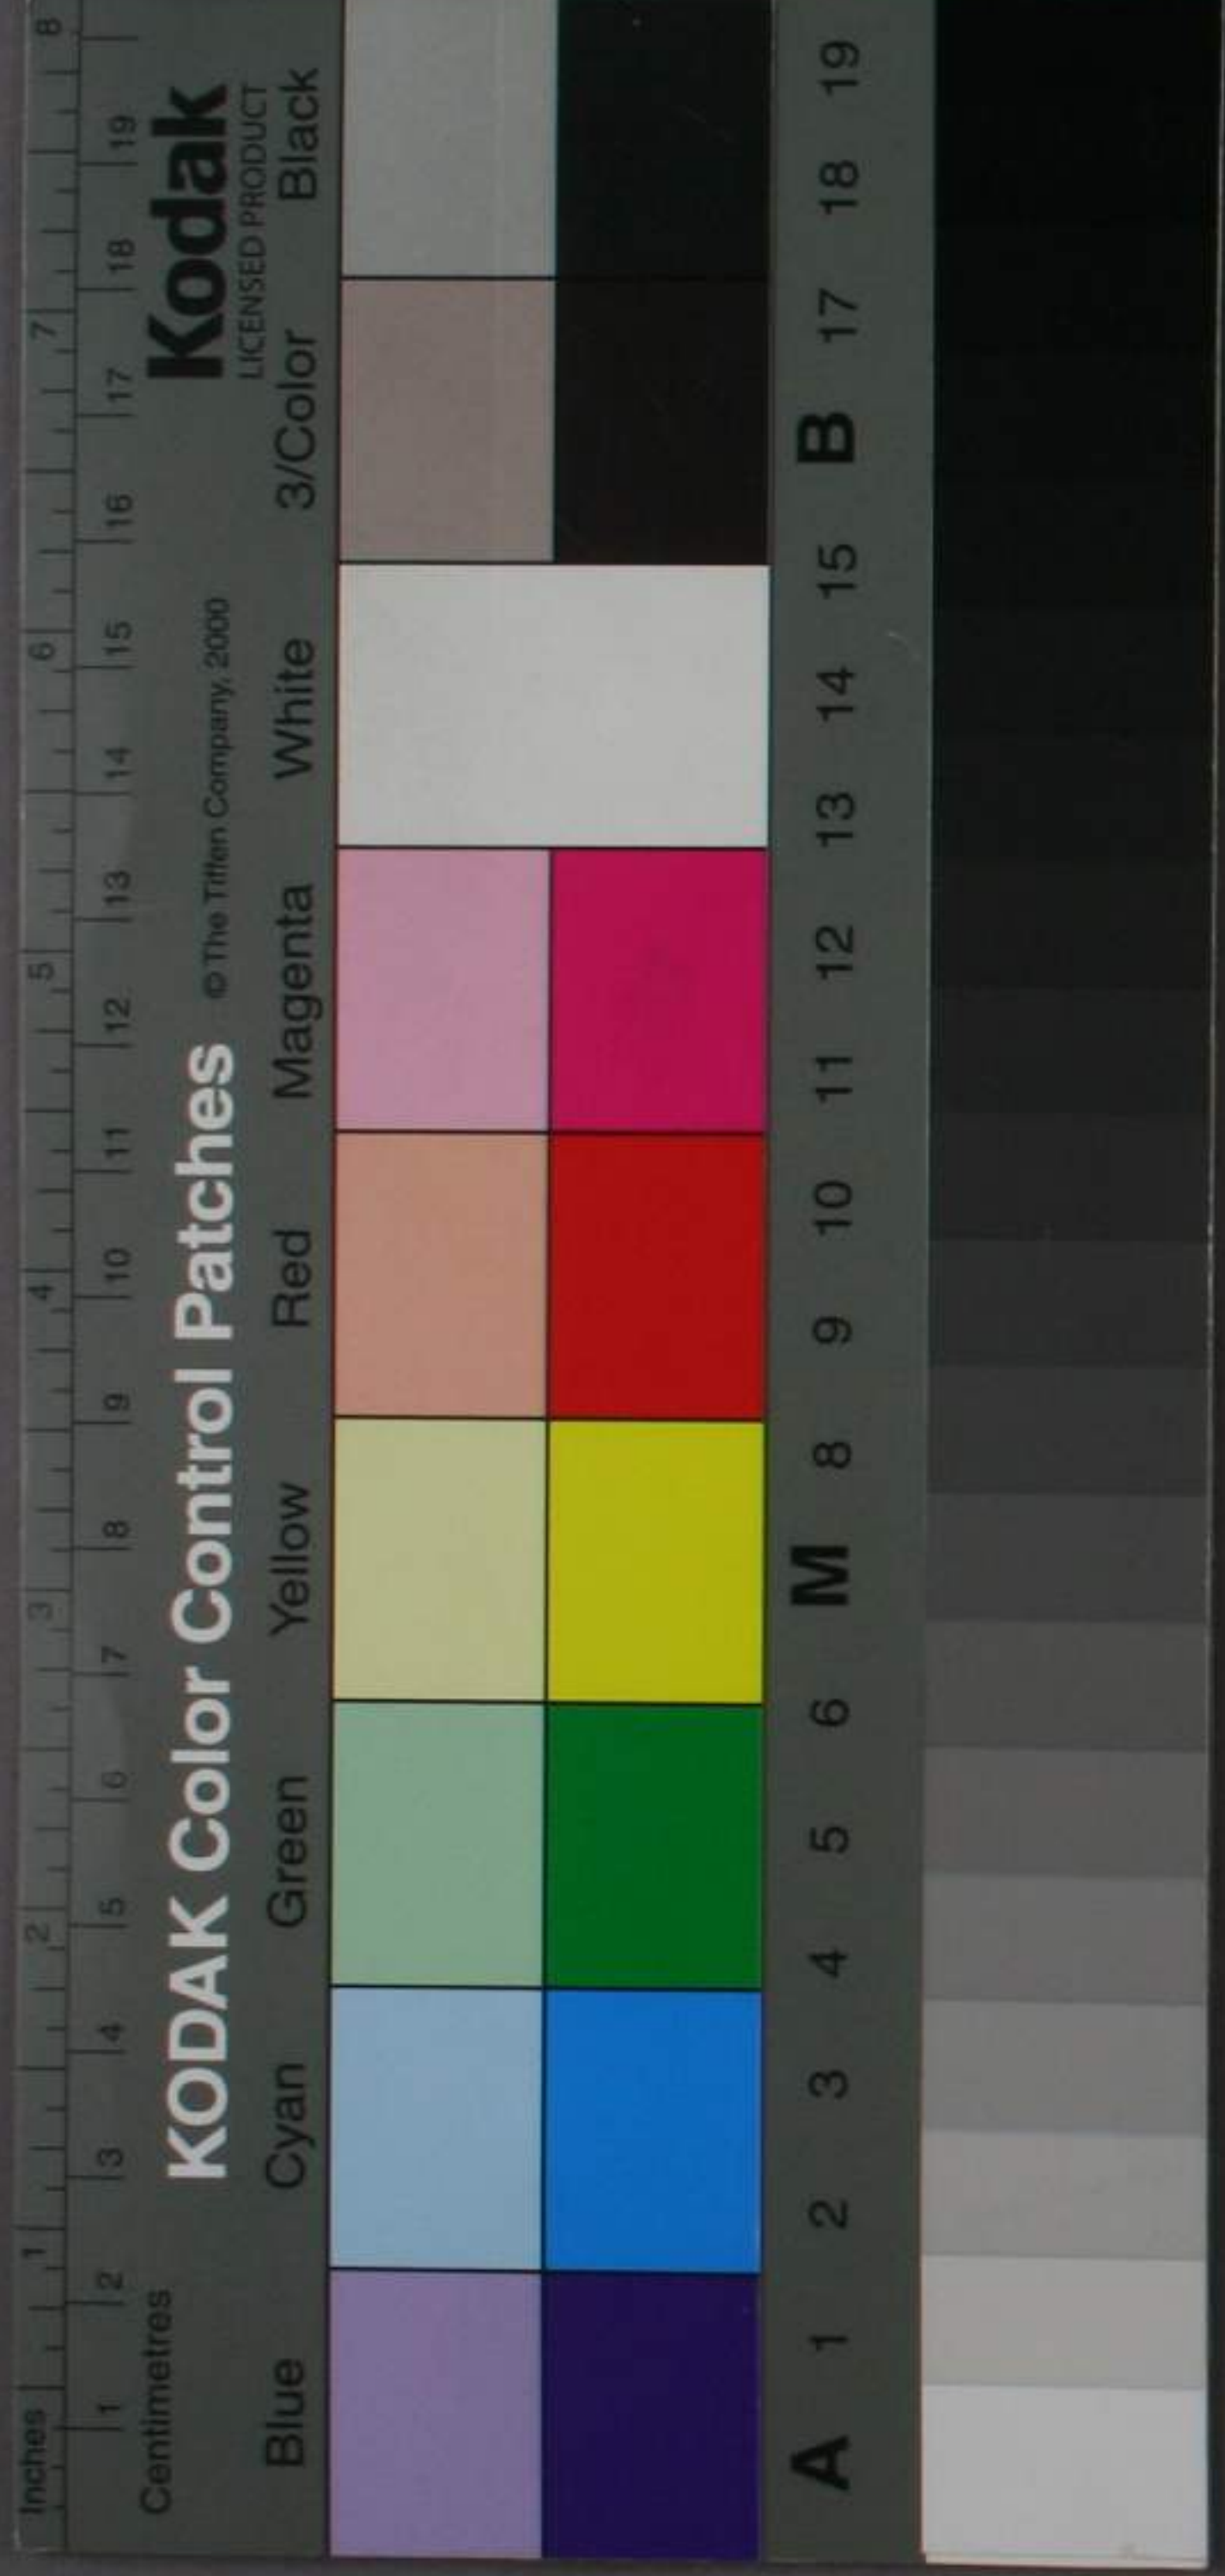 Inches 1 2 3 4 5 6 7 8
Centimetres 1 2 3 4 5 6 7 8 9 10 11 12 13 14 15 16 17 18 19
KODAK Color Control Patches © The Tiffen Company, 2000 Kodak
LICENSED PRODUCT
Blue Cyan Green Yellow Red Magenta White 3/Color Black
A 1 2 3 4 5 6 M 8 9 10 11 12 13 14 15 B 17 18 19